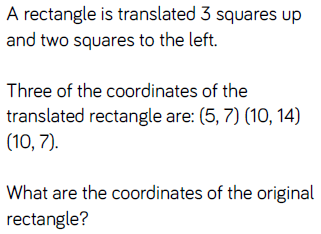 A rectangle is translated 3 squares up
and two squares to the left.
Three of the coordinates of the
translated rectangle are: (5, 7) (10, 14)
(10, 7).
What are the coordinates of the original
rectangle?